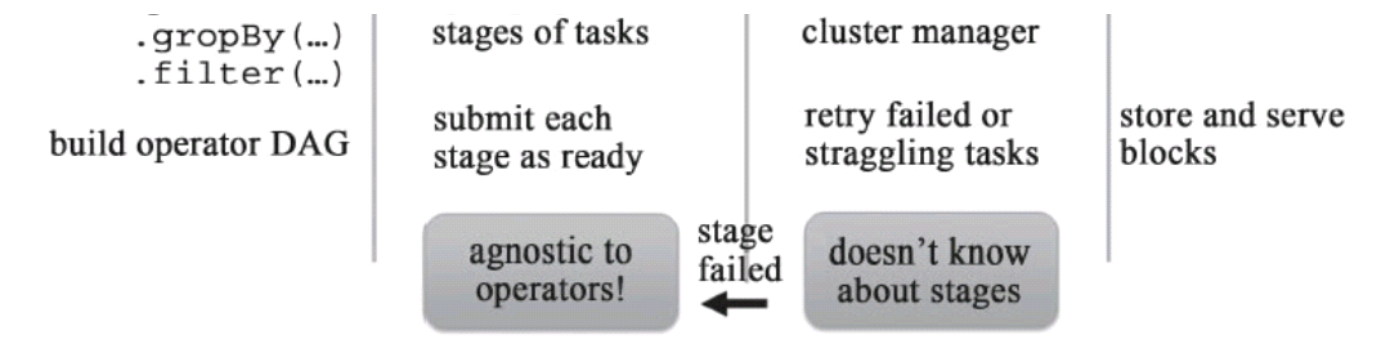 .gropBy(…)
.filter(…)
build operator DAG
stages of tasks
submit each
stage as ready
agnostic to
operators!
stage
failed
cluster manager
retry failed or
straggling tasks
doesn't know
about stages
store and serve
blocks